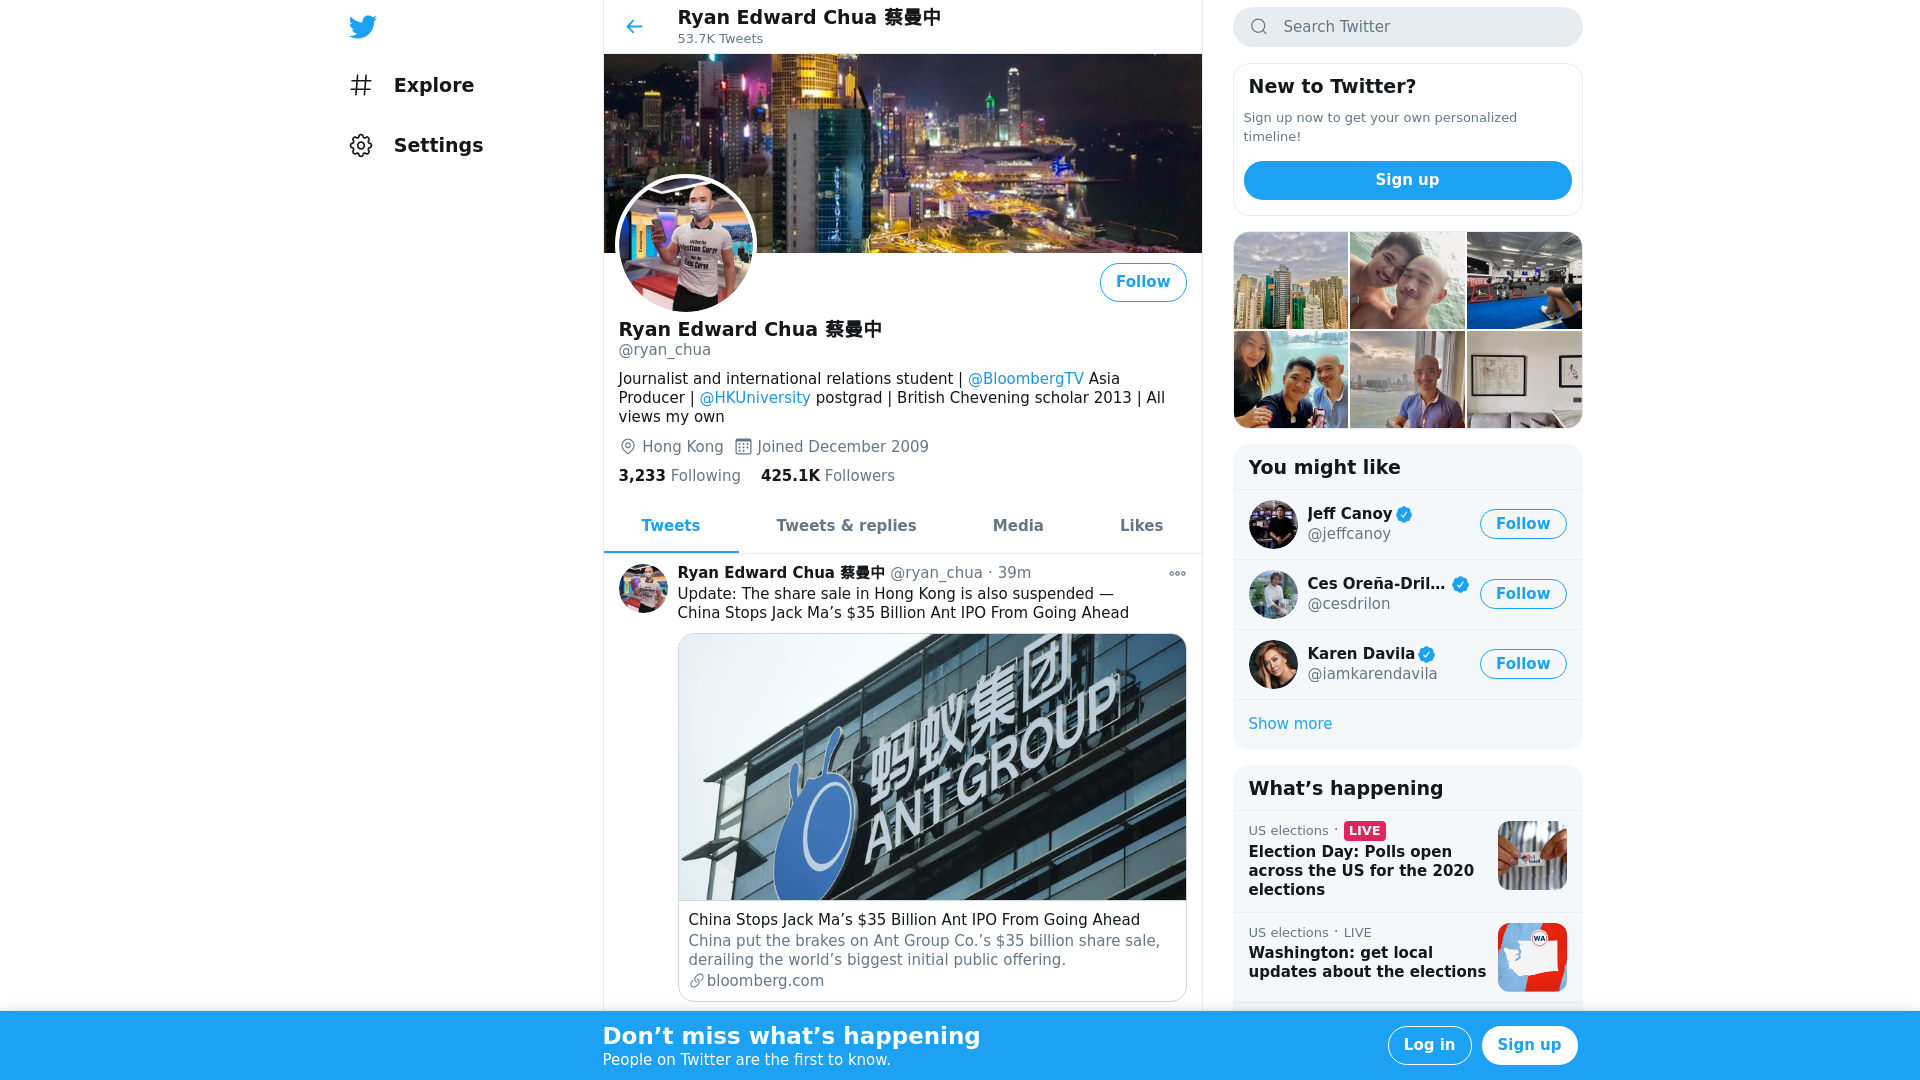 Explore
Settings
Ryan Edward Chua 蔡曼中
53.7K Tweets
Follow
Ryan Edward Chua 蔡曼中
@ryan_chua
Journalist and international relations student | @BloombergTV Asia
Producer | @HKUniversity postgrad | British Chevening scholar 2013 | All
views my own
Hong Kong Joined December 2009
3,233 Following 425.1K Followers
Tweets Tweets & replies Media Likes
Ryan Edward Chua 蔡曼中 @ryan_chua · 39m
Update: The share sale in Hong Kong is also suspended —
China Stops Jack Ma’s $35 Billion Ant IPO From Going Ahead
蚂蚁集团
ANT GROUP
China Stops Jack Ma’s $35 Billion Ant IPO From Going Ahead
China put the brakes on Ant Group Co.’s $35 billion share sale,
derailing the world’s biggest initial public offering.
bloomberg.com
Search Twitter
New to Twitter?
Sign up now to get your own personalized
timeline!
Sign up
You might like
Jeff Canoy
@jeffcanoy
Follow
Ces Oreña-Dril...
@cesdrilon
Follow
Karen Davila
@iamkarendavila
Follow
Show more
What’s happening
US elections · LIVE
Election Day: Polls open
across the US for the 2020
elections
US elections · LIVE
Washington: get local
updates about the elections
WA
Don’t miss what’s happening
People on Twitter are the first to know.
Log in
Sign up